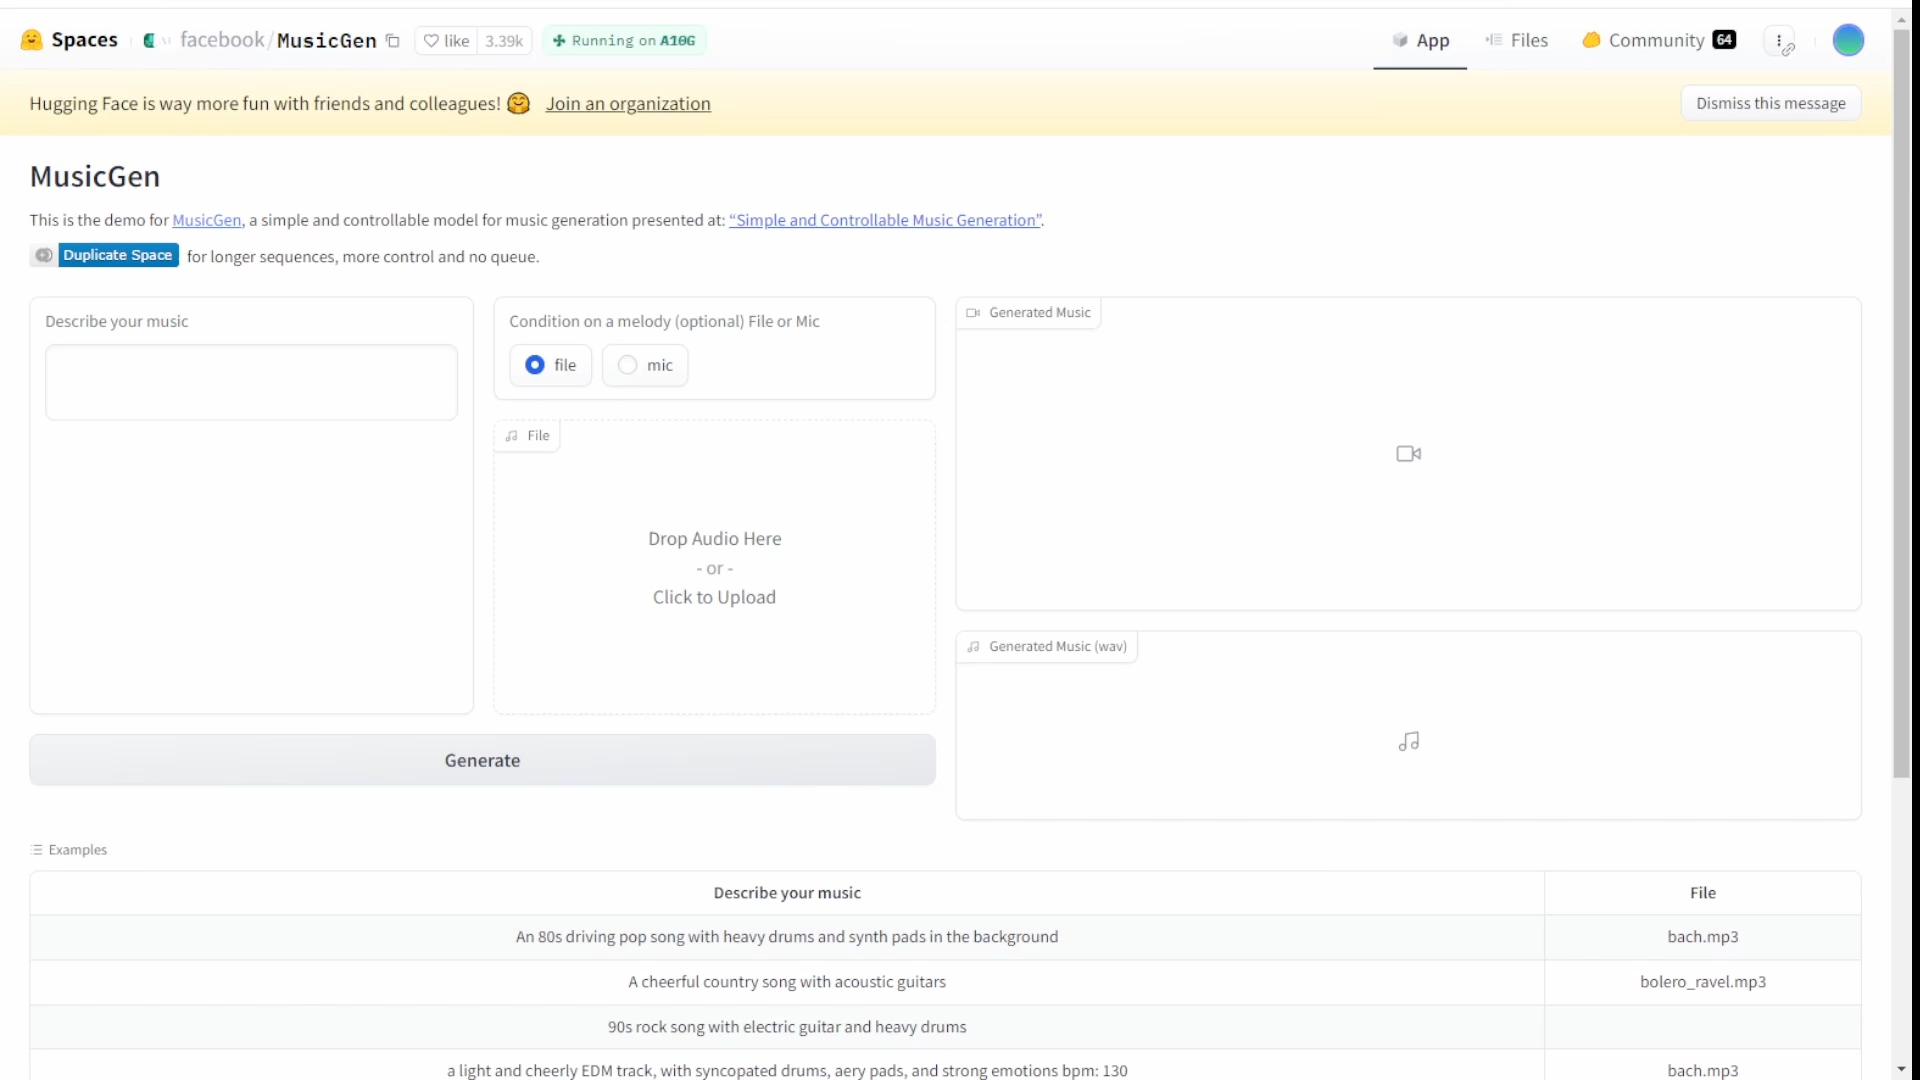 Spaces facebook/MusicGen like 3.39k Running on A10G App Files Community 64
Hugging Face is way more fun with friends and colleagues! Join an organization Dismiss this message
MusicGen
This is the demo for MusicGen, a simple and controllable model for music generation presented at: “Simple and Controllable Music Generation”.
Duplicate Space for longer sequences, more control and no queue.
Describe your music
Condition on a melody (optional) File or Mic
file mic
File
Drop Audio Here
- or -
Click to Upload
Generate
Generated Music
Generated Music (wav)
Examples
Describe your music File
An 80s driving pop song with heavy drums and synth pads in the background bach.mp3
A cheerful country song with acoustic guitars bolero_ravel.mp3
90s rock song with electric guitar and heavy drums
a light and cheerly EDM track, with syncopated drums, aery pads, and strong emotions bpm: 130 bach.mp3